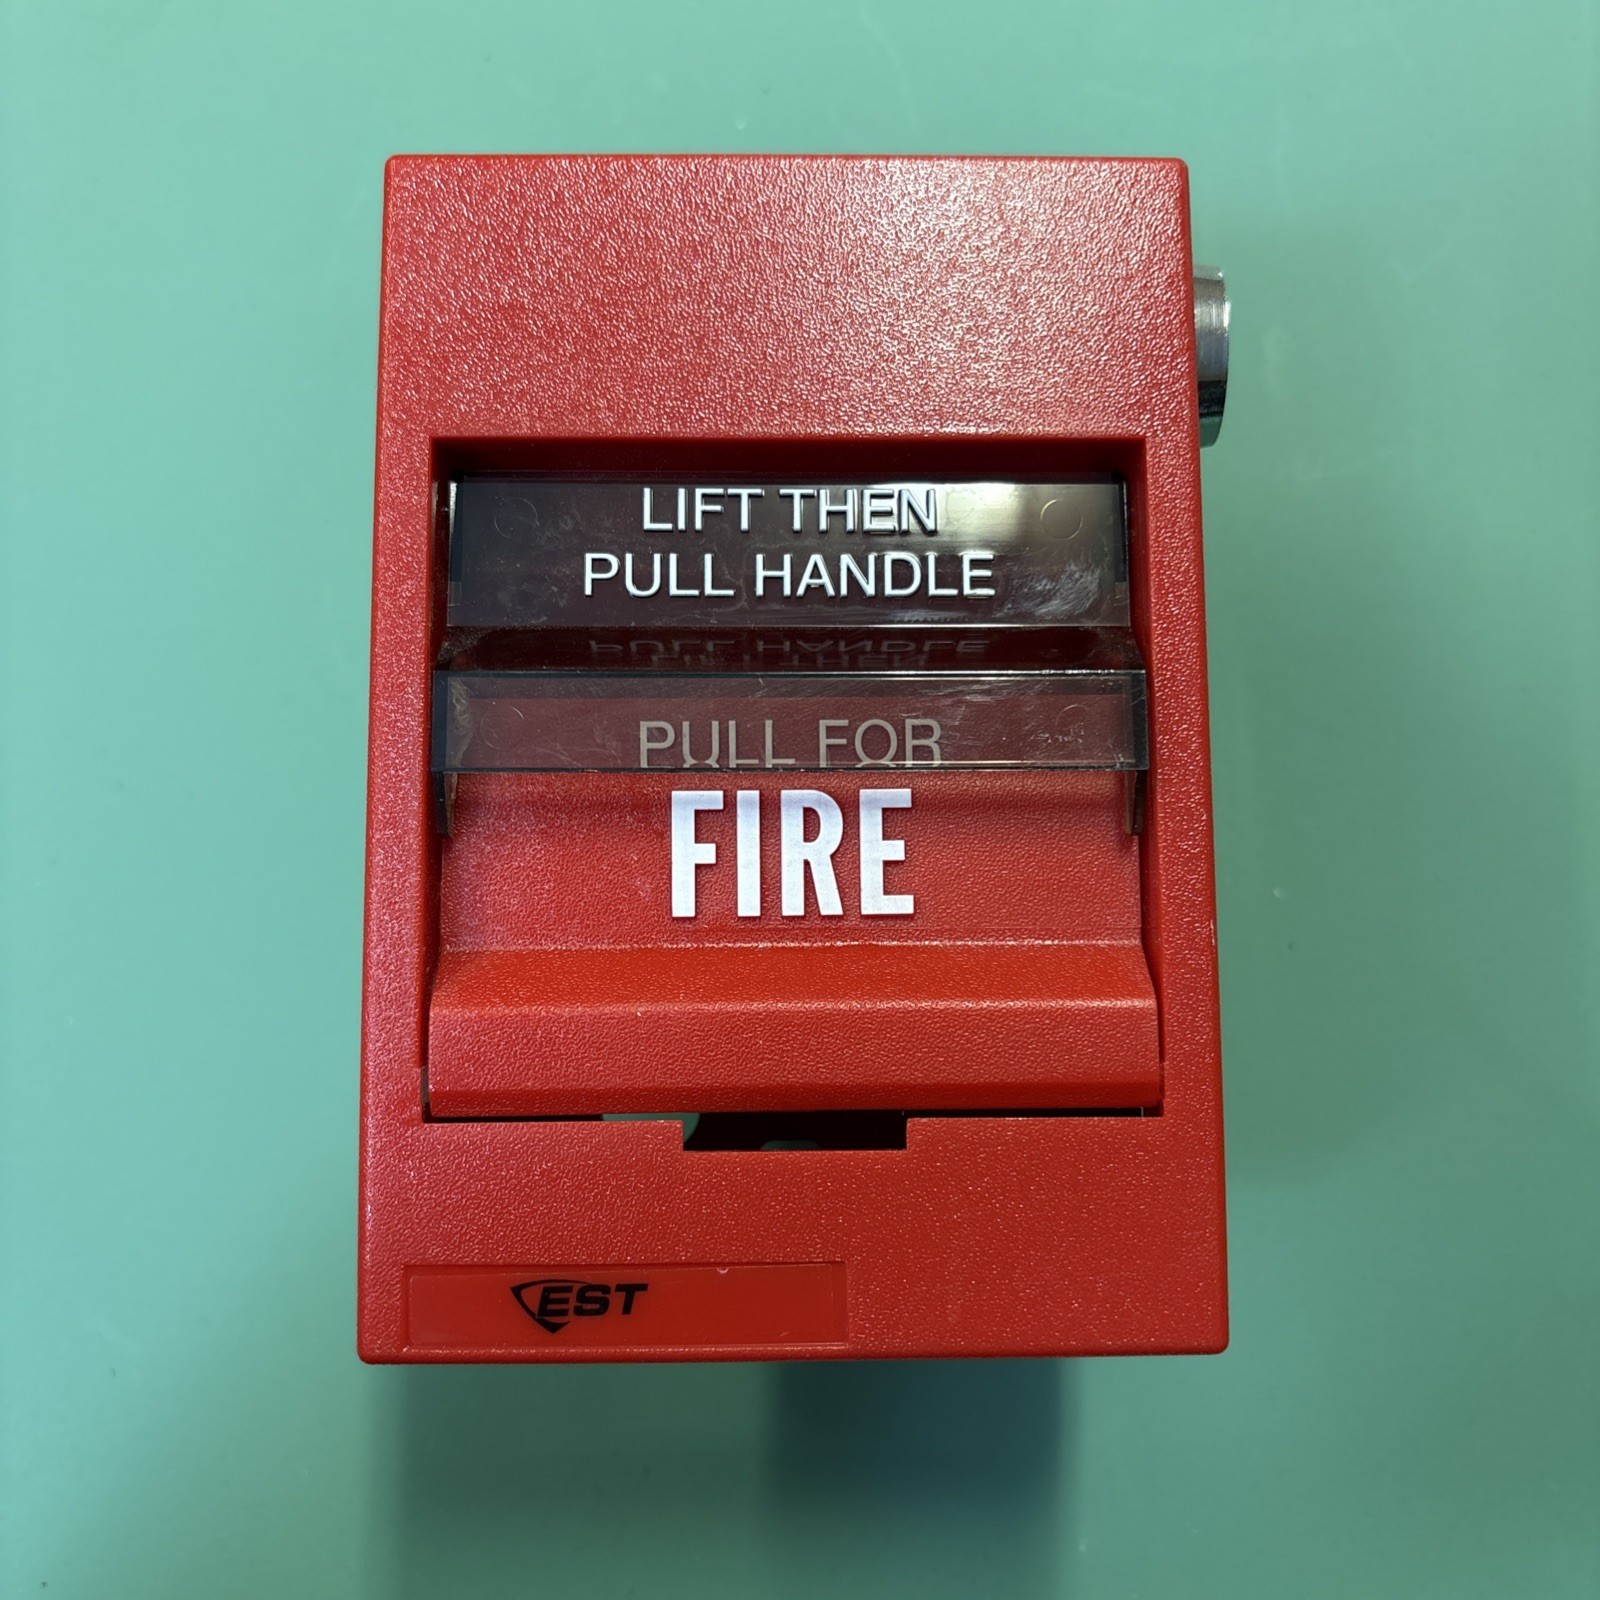 LIFT THEN
PULL HANDLE
PULL FOR
FIRE
EST